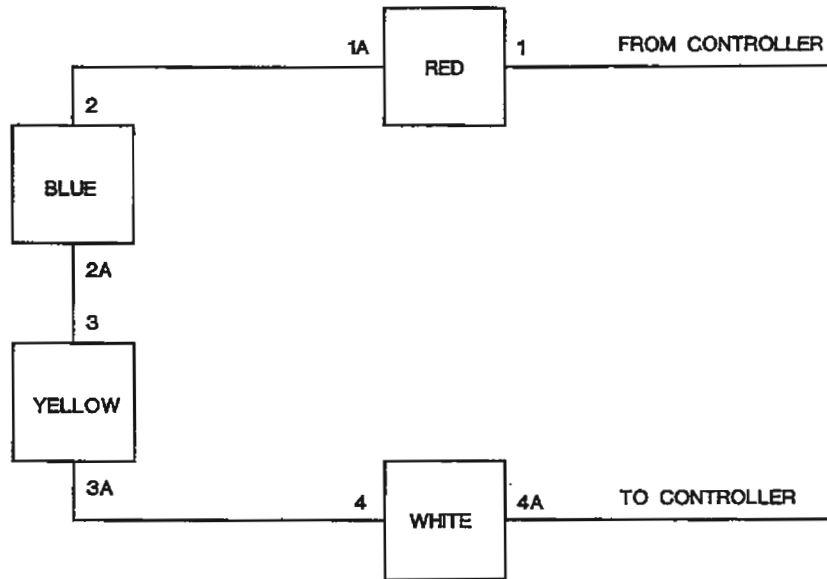 1A
RED
1
FROM CONTROLLER
2
BLUE
2A
3
YELLOW
3A
4
WHITE
4A
TO CONTROLLER